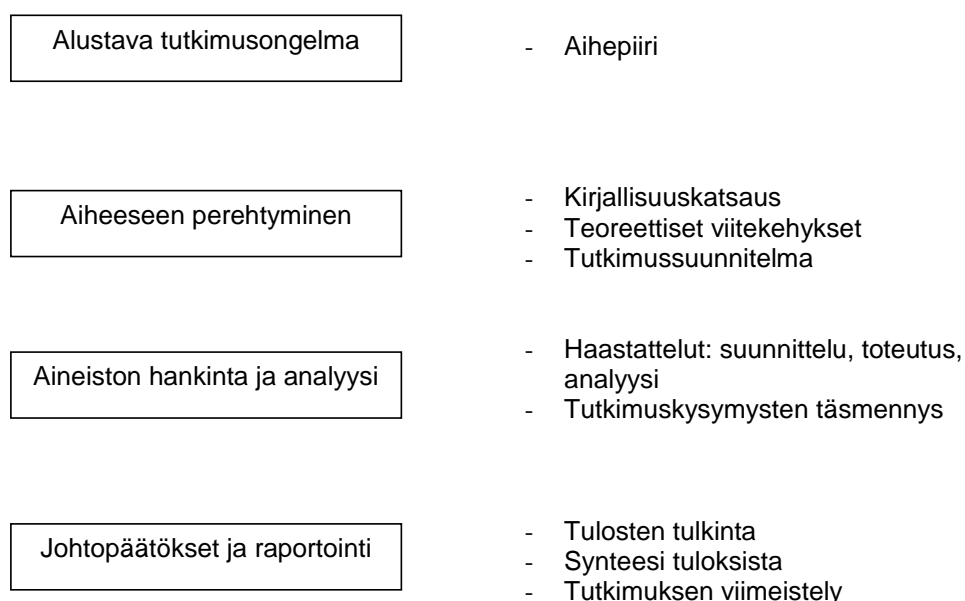 Alustava tutkimusongelma
- Aihepiiri
Aiheeseen perehtyminen
- Kirjallisuuskatsaus
- Teoreettiset viitekehykset
- Tutkimussuunnitelma
Aineiston hankinta ja analyysi
- Haastattelut: suunnittelu, toteutus,
analyysi
- Tutkimuskysymysten täsmennys
Johtopäätökset ja raportointi
- Tulosten tulkinta
- Synteesi tuloksista
- Tutkimuksen viimeistely